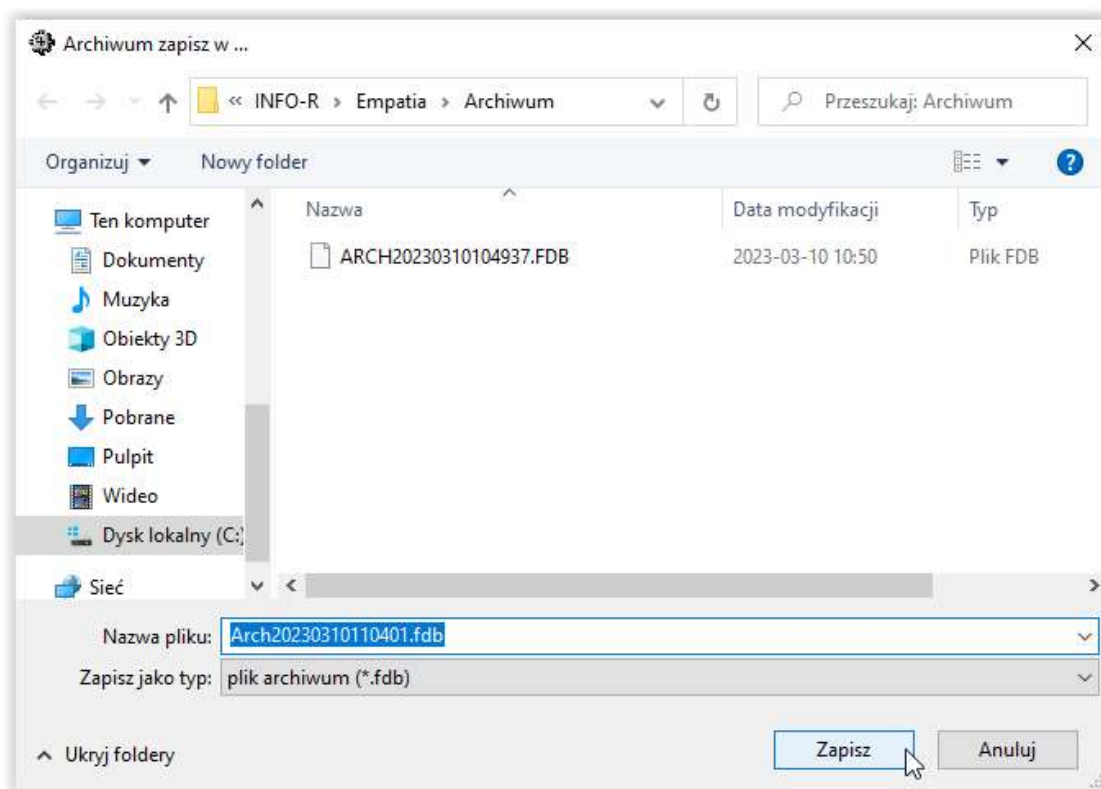 Archiwum zapisz w ...
« INFO-R > Empatia > Archiwum
Przeszukaj: Archiwum
Organizuj
Nowy folder
?
Nazwa
Data modyfikacji
Typ
ARCH20230310104937.FDB
2023-03-10 10:50
Plik FDB
Ten komputer
Dokumenty
Muzyka
Obiekty 3D
Obrazy
Pobrane
Pulpit
Wideo
Dysk lokalny (C:)
Sieć
Nazwa pliku: Arch20230310110401.fdb
Zapisz jako typ: plik archiwum (*.fdb)
Ukryj foldery
Zapisz
Anuluj